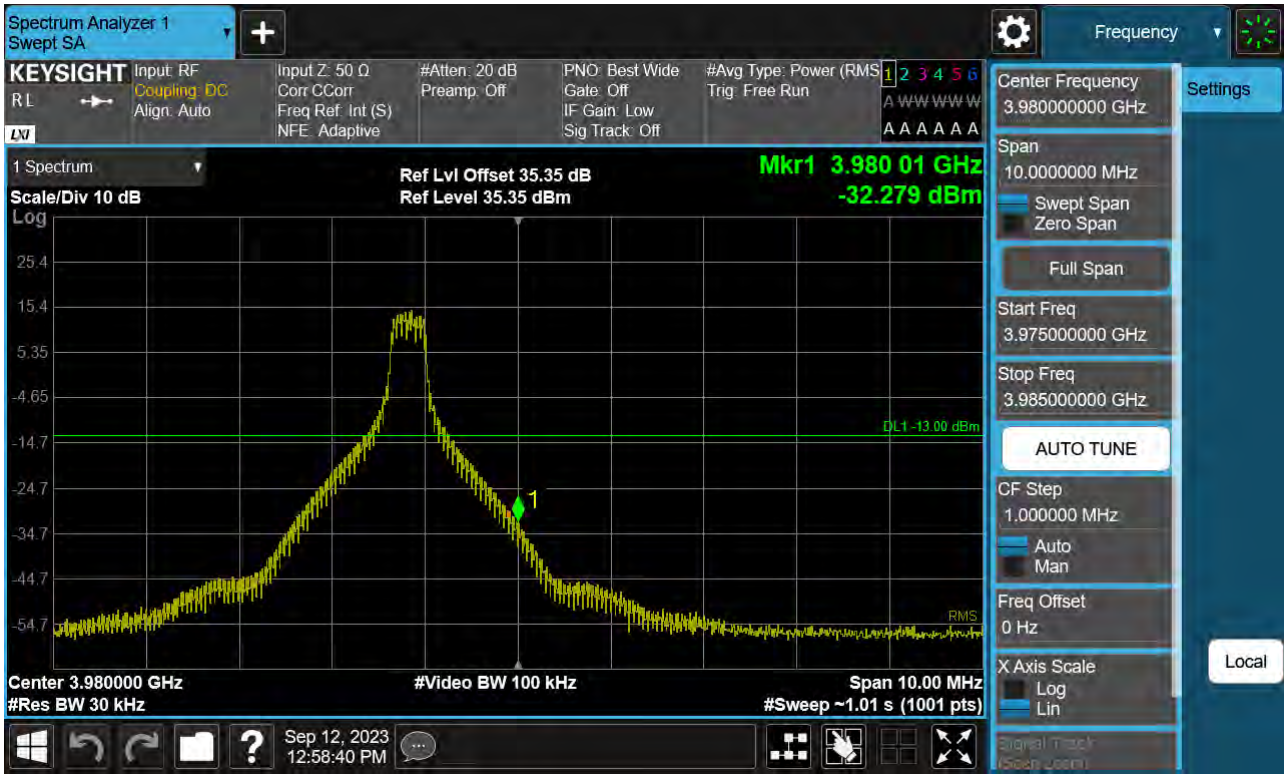 Spectrum Analyzer 1
Swept SA
+
Frequency
KEYSIGHT
RL
LXI
Input: RF
Coupling: DC
Align: Auto
Input Z: 50 Ω
Corr CCorr
Freq Ref: Int (S)
NFE: Adaptive
#Atten: 20 dB
Preamp: Off
PNO: Best Wide
Gate: Off
IF Gain: Low
Sig Track: Off
#Avg Type: Power (RMS
Trig: Free Run
1 2 3 4 5 6
A W W W W W
A A A A A A
1 Spectrum
Scale/Div 10 dB
Log
Ref Lvl Offset 35.35 dB
Ref Level 35.35 dBm
Mkr1 3.980 01 GHz
-32.279 dBm
25.4
15.4
5.35
-4.65
-14.7
-24.7
-34.7
-44.7
-54.7
DL1 -13.00 dBm
1
RMS
Center 3.980000 GHz
#Video BW 100 kHz
Span 10.00 MHz
#Res BW 30 kHz
#Sweep ~1.01 s (1001 pts)
Center Frequency
3.980000000 GHz
Settings
Span
10.0000000 MHz
Swept Span
Zero Span
Full Span
Start Freq
3.975000000 GHz
Stop Freq
3.985000000 GHz
AUTO TUNE
CF Step
1.000000 MHz
Auto
Man
Freq Offset
0 Hz
X Axis Scale
Log
Lin
Local
Signal Track
(Span Zoom)
?
Sep 12, 2023
12:58:40 PM